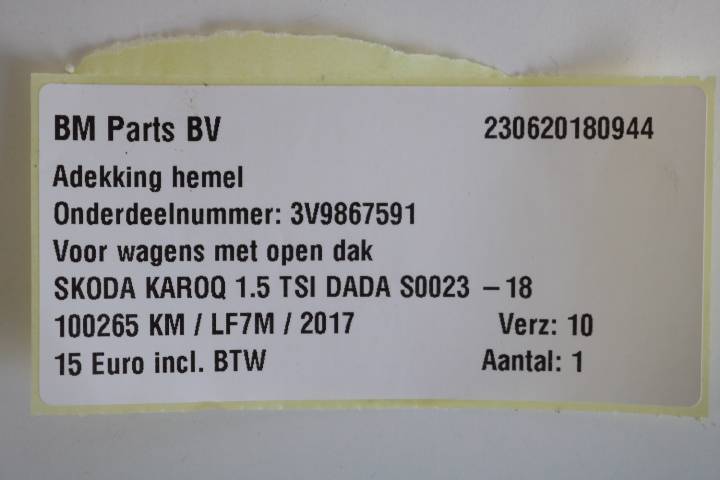 BM Parts BV 230620180944
Adekking hemel
Onderdeelnummer: 3V9867591
Voor wagens met open dak
SKODA KAROQ 1.5 TSI DADA S0023 – 18
100265 KM / LF7M / 2017 Verz: 10
15 Euro incl. BTW Aantal: 1